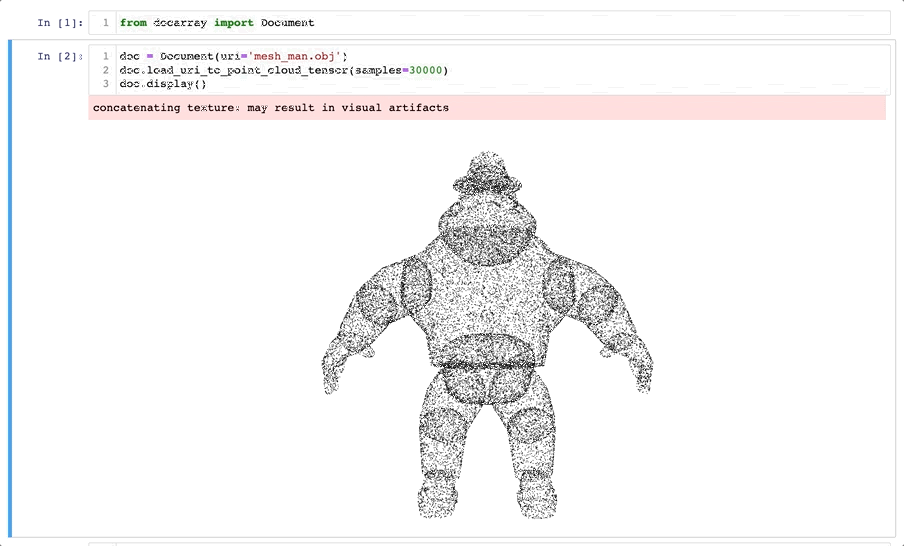 In [1]: 1 from docarray import Document
In [2]: 1 doc = Document(uri='mesh_man.obj')
2 doc.load_uri_to_point_cloud_tensor(samples=30000)
3 doc.display()
concatenating texture: may result in visual artifacts